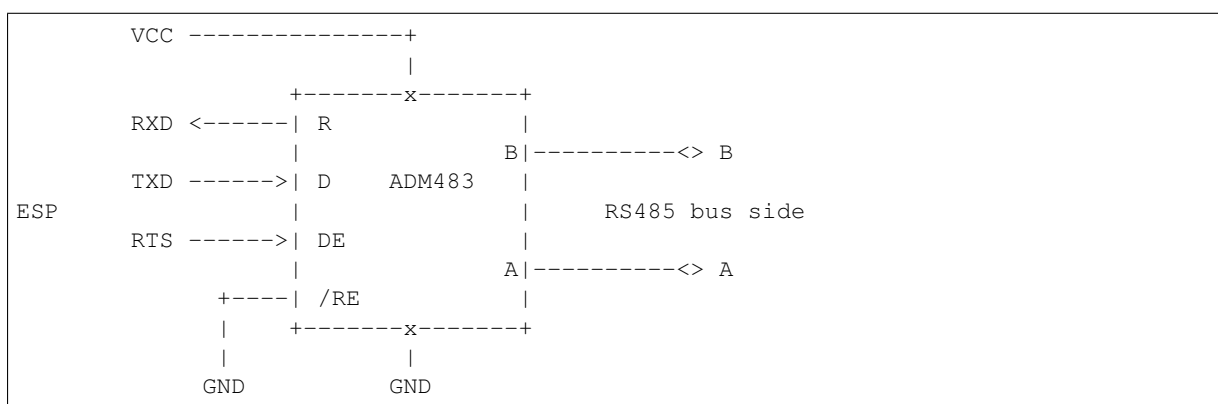 VCC ---------------+
|
+-------x-------+
RXD <------| R |
| B|----------<> B
TXD ------>| D ADM483 |
ESP | | RS485 bus side
RTS ------>| DE |
| A|----------<> A
+----| /RE |
| +-------x-------+
| |
GND GND